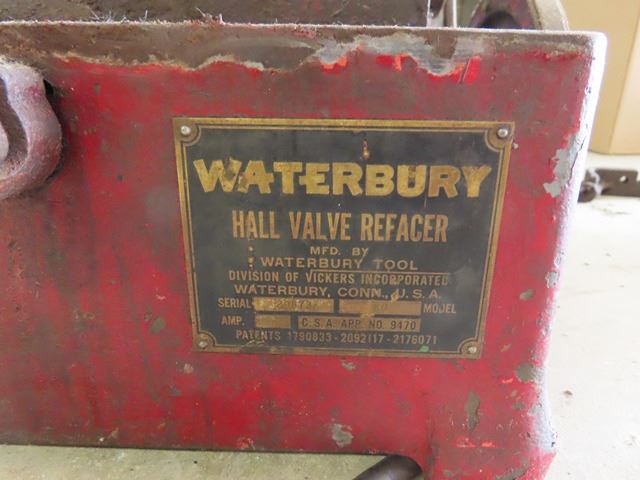 WATERBURY
HALL VALVE REFACER
MFD. BY
WATERBURY TOOL
DIVISION OF VICKERS INCORPORATED
WATERBURY, CONN., U.S.A.
SERIAL MODEL
AMP. C.S.A. APP. NO. 9470
PATENTS 1790833-2092117-2176071